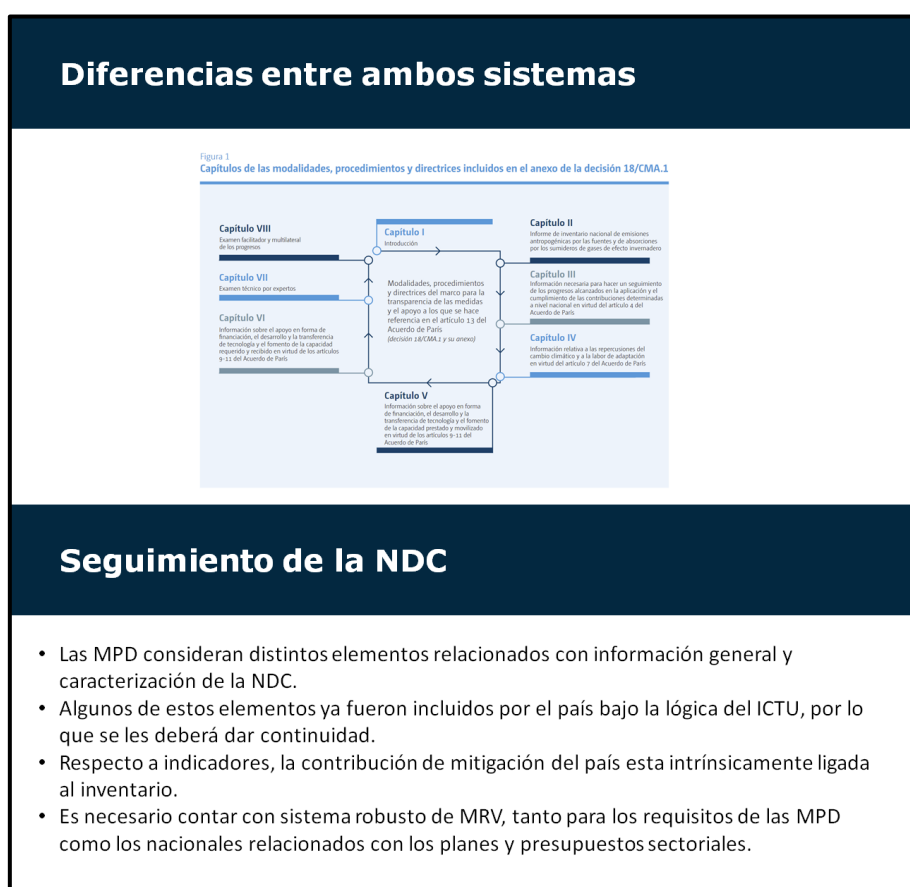 Diferencias entre ambos sistemas
Figura 1
Capítulos de las modalidades, procedimientos y directrices incluidos en el anexo de la decisión 18/CMA.1
Capítulo I
Introducción
Capítulo II
Informe de inventario nacional de emisiones
antropogénicas por las fuentes y de absorciones
por los sumideros de gases de efecto invernadero
Capítulo III
Información necesaria para hacer un seguimiento
de los progresos alcanzados en la aplicación y el
cumplimiento de las contribuciones determinadas
a nivel nacional en virtud del artículo 4 del
Acuerdo de París
Capítulo IV
Información relativa a las repercusiones del
cambio climático y a la labor de adaptación
en virtud del artículo 7 del Acuerdo de París
Capítulo V
Información sobre el apoyo en forma
de financiación, el desarrollo y la
transferencia de tecnología y el fomento
de la capacidad prestado y movilizado
en virtud de los artículos 9-11 del
Acuerdo de París
Capítulo VI
Información sobre el apoyo en forma de
financiación, el desarrollo y la transferencia
de tecnología y el fomento de la capacidad
requerido y recibido en virtud de los artículos
9-11 del Acuerdo de París
Capítulo VII
Examen técnico por expertos
Capítulo VIII
Examen facilitador y multilateral
de los progresos
Modalidades, procedimientos
y directrices del marco para la
transparencia de las medidas
y el apoyo a los que se hace
referencia en el artículo 13 del
Acuerdo de París
(decisión 18/CMA.1 y su anexo)
Seguimiento de la NDC
• Las MPD consideran distintos elementos relacionados con información general y
caracterización de la NDC.
• Algunos de estos elementos ya fueron incluidos por el país bajo la lógica del ICTU, por lo
que se les deberá dar continuidad.
• Respecto a indicadores, la contribución de mitigación del país esta intrínsicamente ligada
al inventario.
• Es necesario contar con sistema robusto de MRV, tanto para los requisitos de las MPD
como los nacionales relacionados con los planes y presupuestos sectoriales.